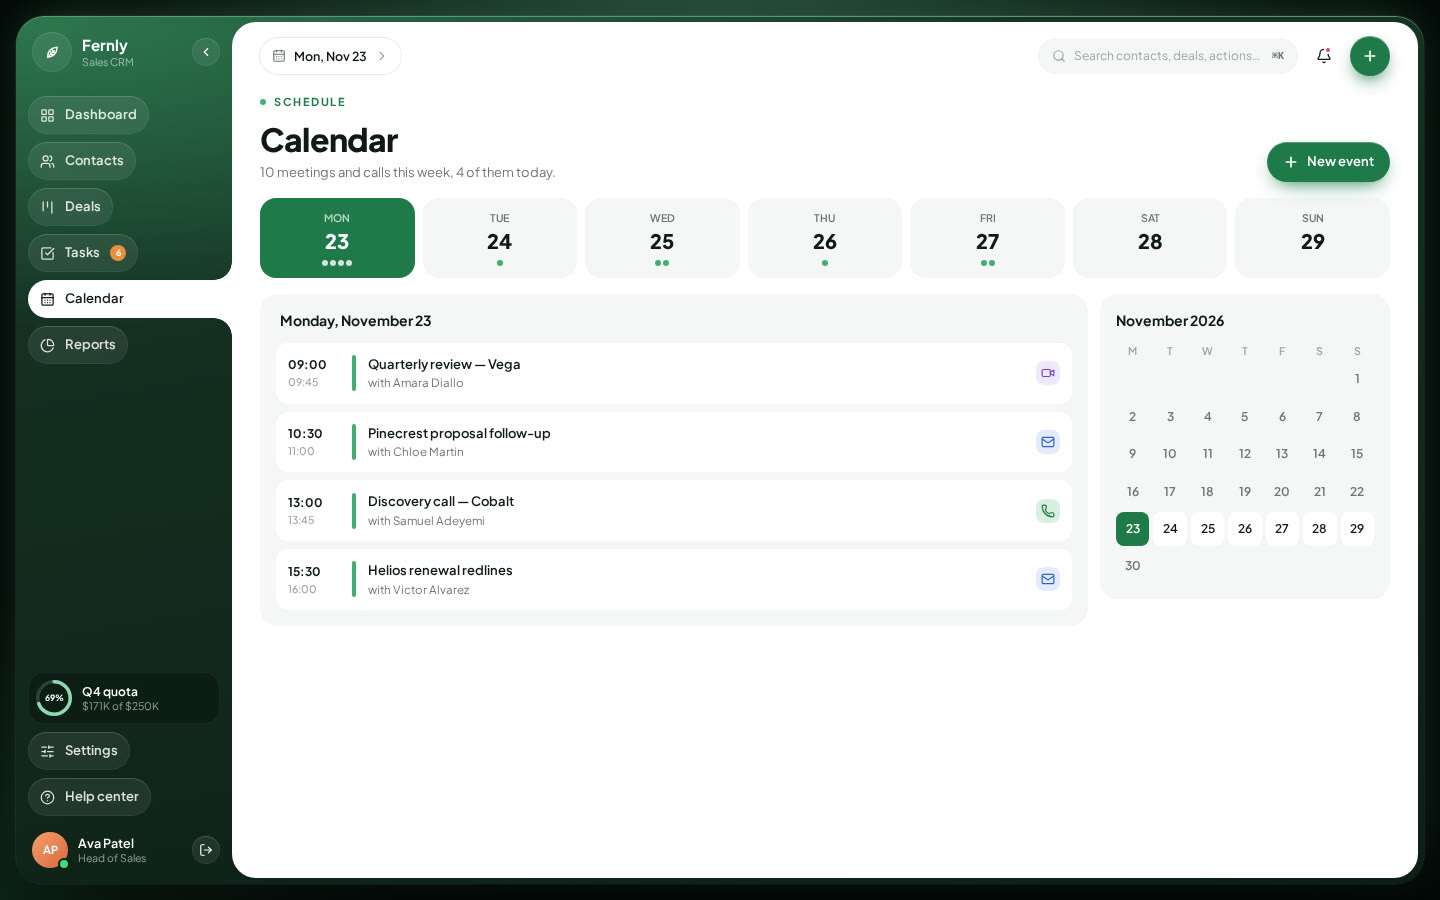 Fernly
Sales CRM
Dashboard
Contacts
Deals
Tasks 6
Calendar
Reports
69%
Q4 quota
$171K of $250K
Settings
Help center
AP
Ava Patel
Head of Sales
Mon, Nov 23
Search contacts, deals, actions... ⌘K
SCHEDULE
Calendar
10 meetings and calls this week, 4 of them today.
New event
MON TUE WED THU FRI SAT SUN
23 24 25 26 27 28 29
Monday, November 23
09:00 Quarterly review — Vega
09:45 with Amara Diallo
10:30 Pinecrest proposal follow-up
11:00 with Chloe Martin
13:00 Discovery call — Cobalt
13:45 with Samuel Adeyemi
15:30 Helios renewal redlines
16:00 with Victor Alvarez
November 2026
M T W T F S S
1
2 3 4 5 6 7 8
9 10 11 12 13 14 15
16 17 18 19 20 21 22
23 24 25 26 27 28 29
30